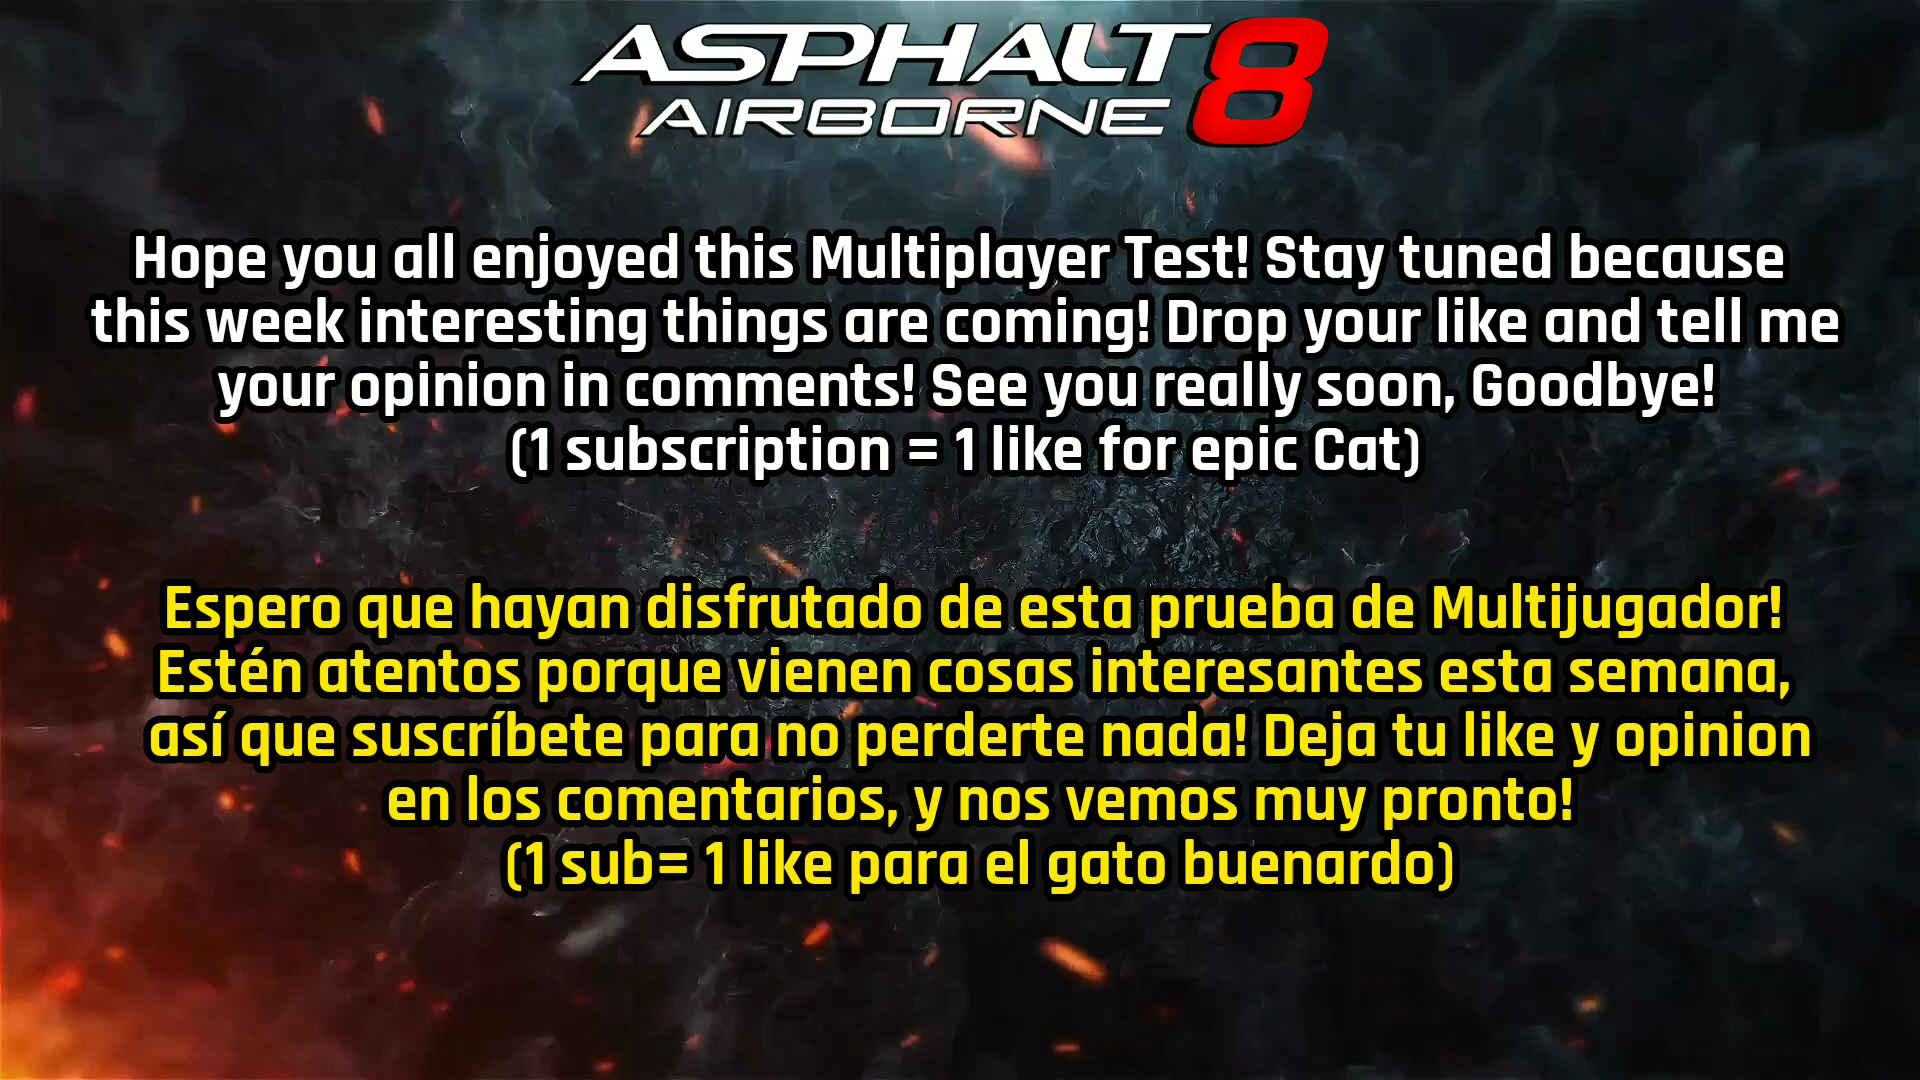 ASPHALT 8
AIRBORNE
Hope you all enjoyed this Multiplayer Test! Stay tuned because
this week interesting things are coming! Drop your like and tell me
your opinion in comments! See you really soon, Goodbye!
(1 subscription = 1 like for epic Cat)
Espero que hayan disfrutado de esta prueba de Multijugador!
Estén atentos porque vienen cosas interesantes esta semana,
así que suscríbete para no perderte nada! Deja tu like y opinion
en los comentarios, y nos vemos muy pronto!
(1 sub= 1 like para el gato buenardo)